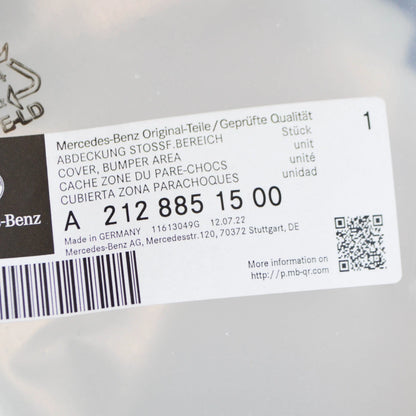 E-LD
Mercedes-Benz Original-Teile/Geprüfte Qualität
ABDECKUNG STOSSF.BEREICH Stück 1
COVER, BUMPER AREA unit
CACHE ZONE DU PARE-CHOCS unité
CUBIERTA ZONA PARACHOQUES unidad
s-Benz
A 212 885 15 00
Made in GERMANY 11613049G 12.07.22
Mercedes-Benz AG, Mercedesstr.120, 70372 Stuttgart, DE
More information on
http://p.mb-qr.com